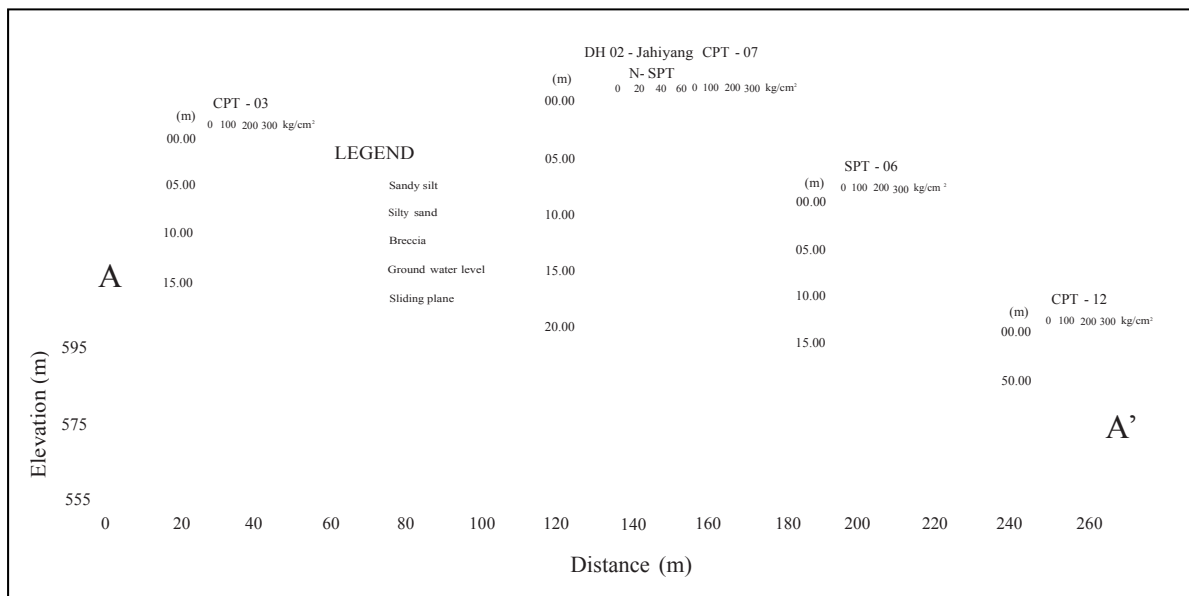 DH 02 - Jahiyang CPT - 07
N- SPT
(m)
0 20 40 60 0 100 200 300 kg/cm²
00.00
05.00
10.00
15.00
20.00
CPT - 03
(m)
0 100 200 300 kg/cm²
00.00
05.00
10.00
15.00
LEGEND
Sandy silt
Silty sand
Breccia
Ground water level
Sliding plane
SPT - 06
(m)
0 100 200 300 kg/cm ²
00.00
05.00
10.00
15.00
CPT - 12
(m)
0 100 200 300 kg/cm²
00.00
50.00
A
A’
Elevation (m)
595
575
555
0 20 40 60 80 100 120 140 160 180 200 220 240 260
Distance (m)